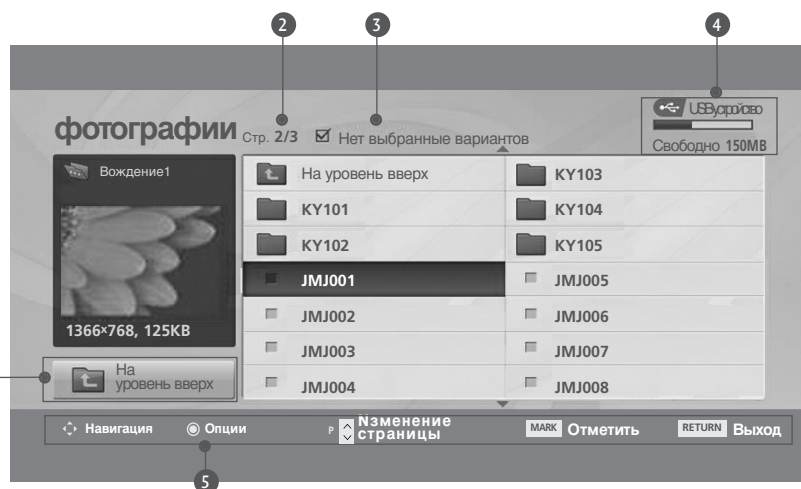 2
3
4
USBустройство
фотографии Стр. 2/3 Нет выбранные вариантов
Свободно 150MB
Вождение1
1366×768, 125KB
На уровень вверх
KY101
KY102
JMJ001
JMJ002
JMJ003
JMJ004
KY103
KY104
KY105
JMJ005
JMJ006
JMJ007
JMJ008
На
уровень вверх
Навигация
Опции
P
Nзменение
страницы
MARK Отметить
RETURN Выход
5